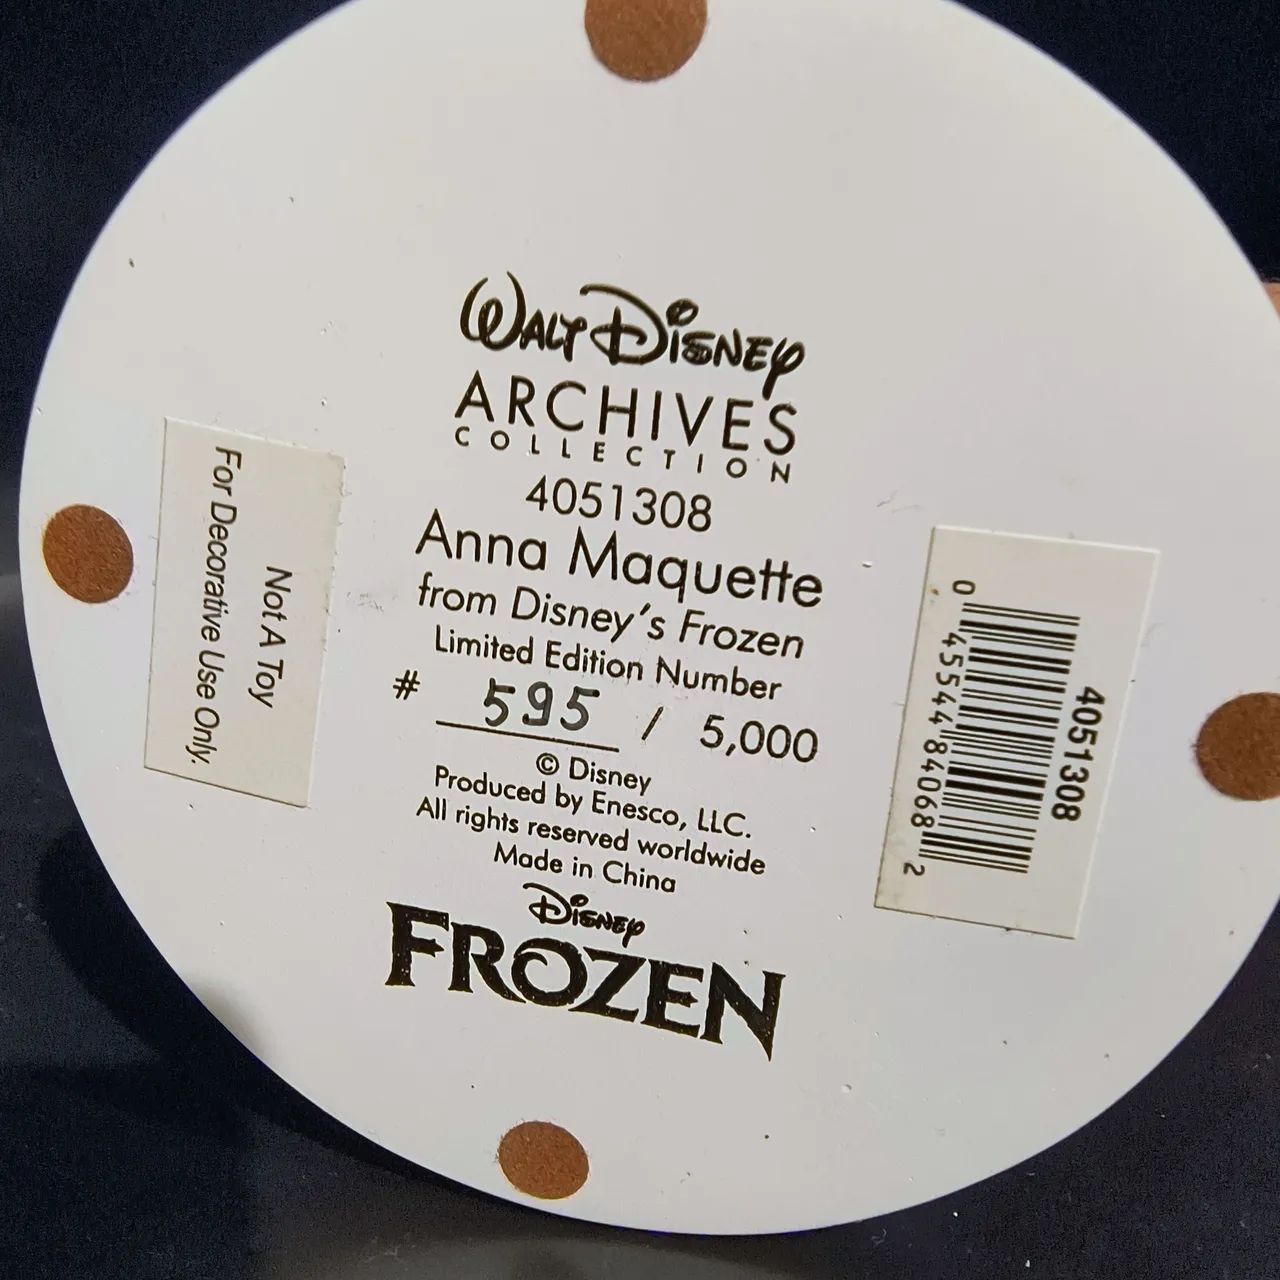 WALT DISNEY
ARCHIVES
COLLECTION
4051308
Anna Maquette
from Disney's Frozen
Limited Edition Number
# 595 / 5,000
© Disney
Produced by Enesco, LLC.
All rights reserved worldwide
Made in China
DISNEY
FROZEN
Not A Toy
For Decorative Use Only.
4051308
0 45544 84068 2